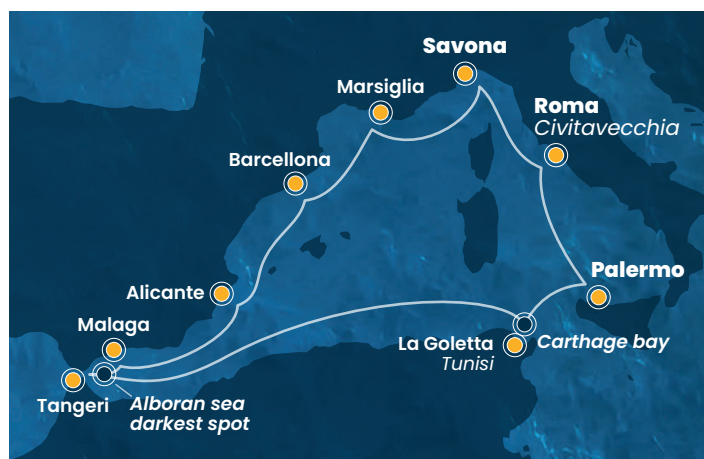 Savona
Marsiglia
Roma
Civitavecchia
Barcellona
Palermo
Alicante
Malaga
La Goletta
Tunisi
Carthage bay
Tangeri
Alboran sea
darkest spot